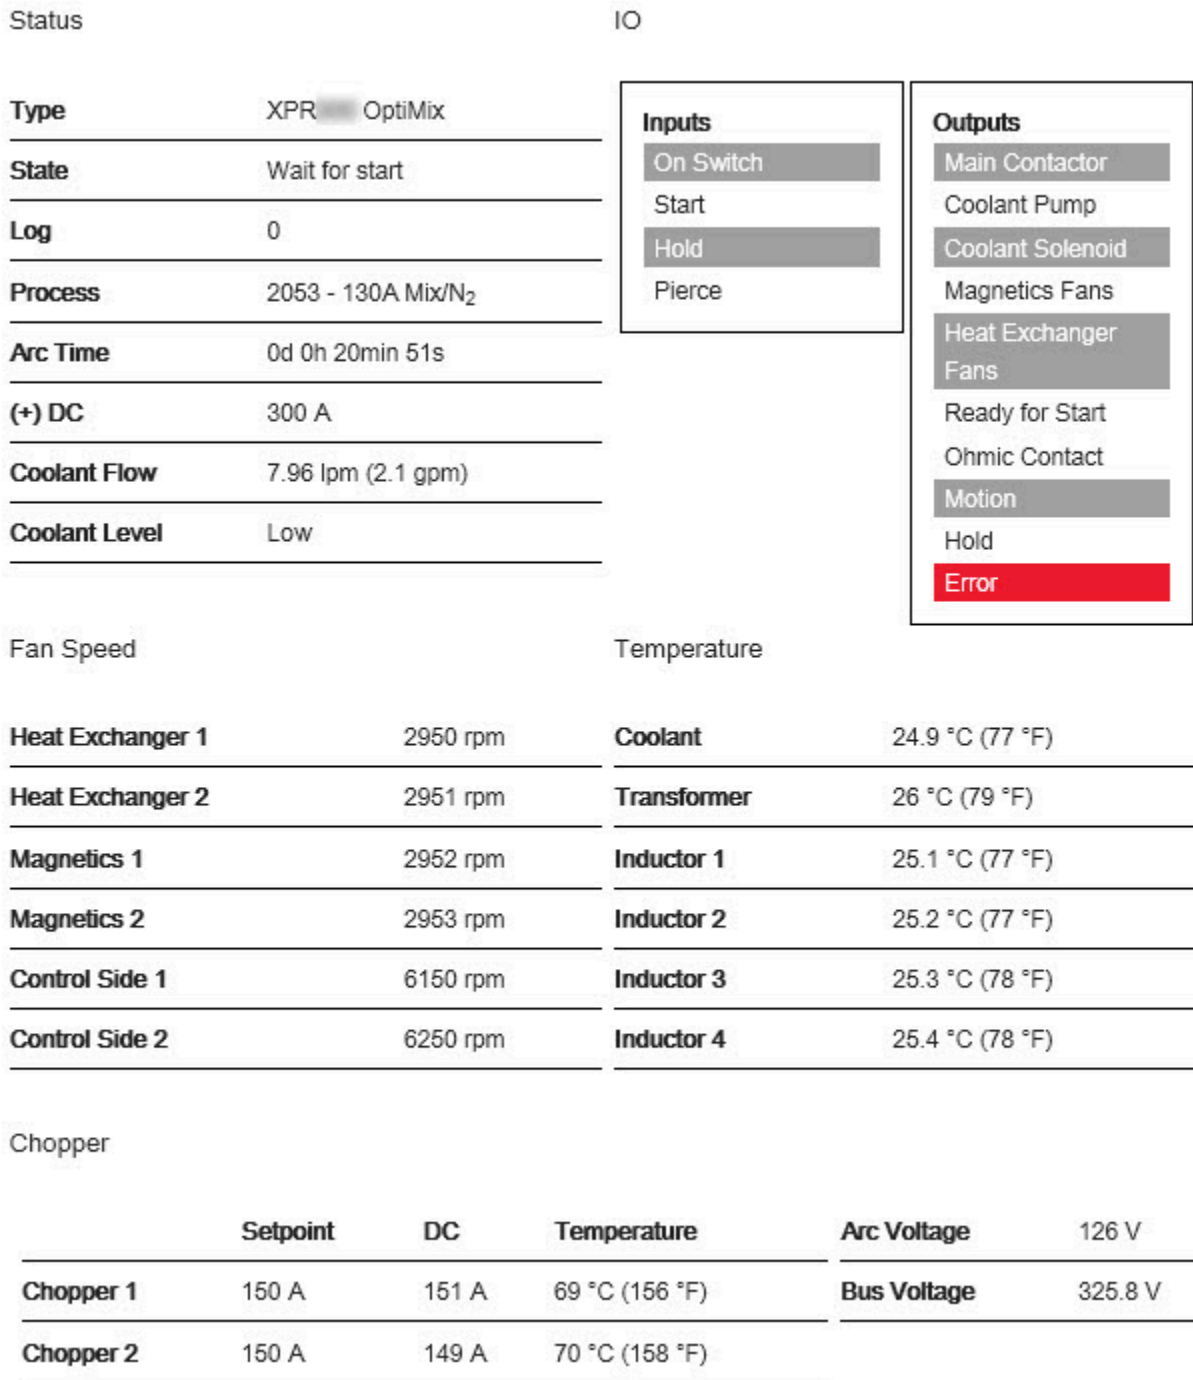 Status
IO
Type XPR OptiMix
State Wait for start
Log 0
Process 2053 - 130A Mix/N₂
Arc Time 0d 0h 20min 51s
(+) DC 300 A
Coolant Flow 7.96 lpm (2.1 gpm)
Coolant Level Low
Inputs
On Switch
Start
Hold
Pierce
Outputs
Main Contactor
Coolant Pump
Coolant Solenoid
Magnetics Fans
Heat Exchanger
Fans
Ready for Start
Ohmic Contact
Motion
Hold
Error
Fan Speed
Heat Exchanger 1 2950 rpm
Heat Exchanger 2 2951 rpm
Magnetics 1 2952 rpm
Magnetics 2 2953 rpm
Control Side 1 6150 rpm
Control Side 2 6250 rpm
Temperature
Coolant 24.9 °C (77 °F)
Transformer 26 °C (79 °F)
Inductor 1 25.1 °C (77 °F)
Inductor 2 25.2 °C (77 °F)
Inductor 3 25.3 °C (78 °F)
Inductor 4 25.4 °C (78 °F)
Chopper
Setpoint DC Temperature
Chopper 1 150 A 151 A 69 °C (156 °F)
Chopper 2 150 A 149 A 70 °C (158 °F)
Arc Voltage 126 V
Bus Voltage 325.8 V